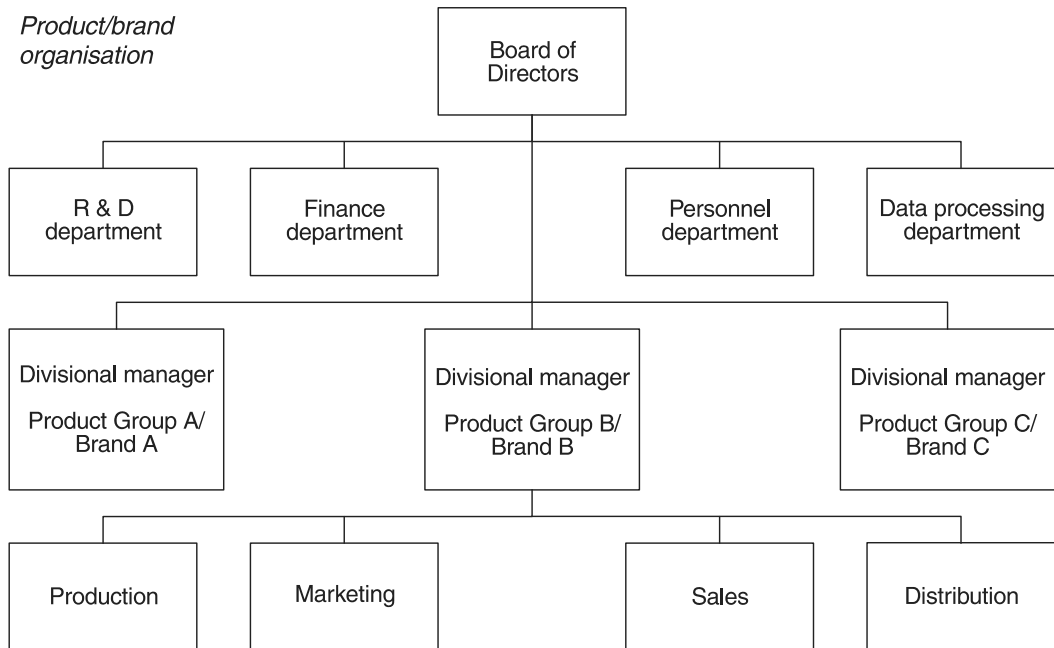 Product/brand
organisation
Board of
Directors
R & D
department
Finance
department
Personnel
department
Data processing
department
Divisional manager
Product Group A/
Brand A
Divisional manager
Product Group B/
Brand B
Divisional manager
Product Group C/
Brand C
Production
Marketing
Sales
Distribution